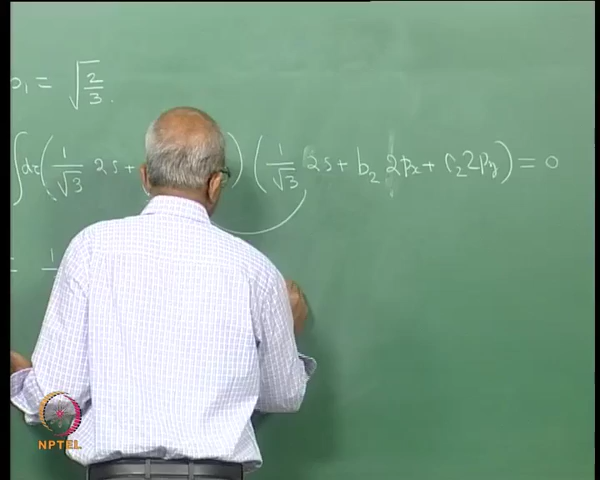 b₁ = √(2/3).
∫dτ(1/√3 2s + ) (1/√3 2s + b₂ 2pₓ + c₂ 2p_y) = 0
= 1
NPTEL